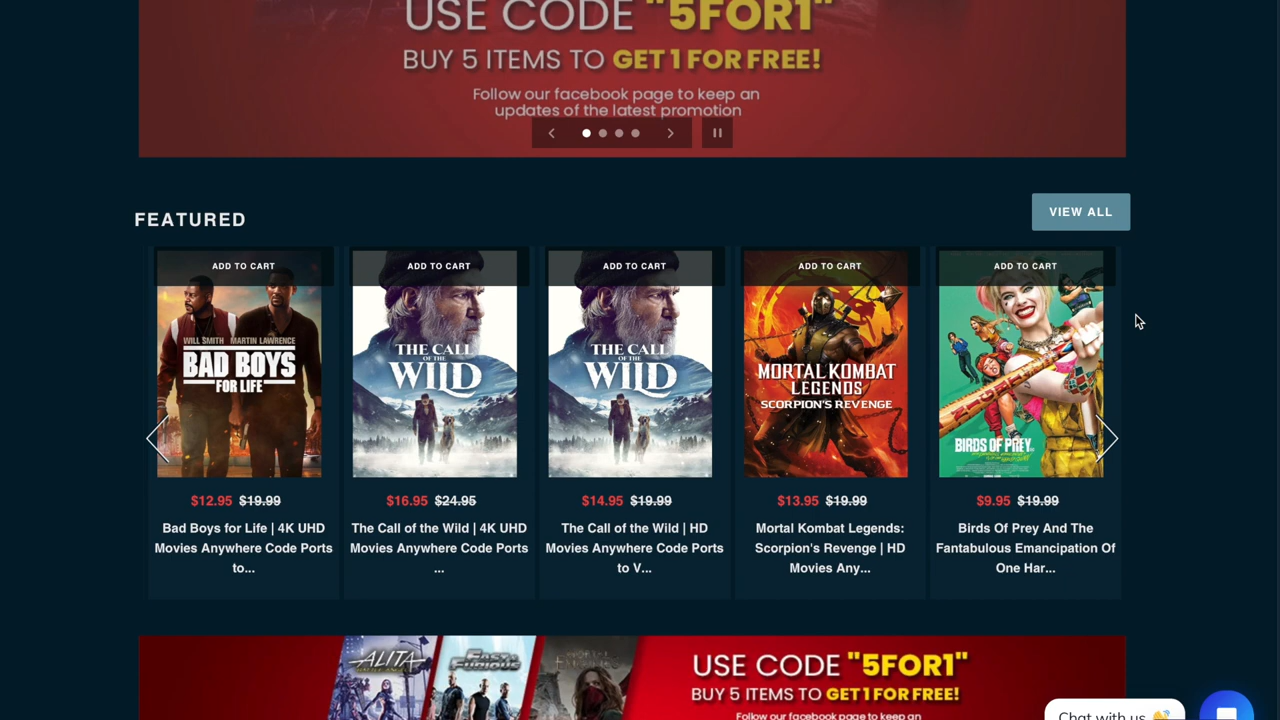 USE CODE "5FOR1"
BUY 5 ITEMS TO GET 1 FOR FREE!
Follow our facebook page to keep an
updates of the latest promotion
FEATURED
VIEW ALL
ADD TO CART
ADD TO CART
ADD TO CART
ADD TO CART
ADD TO CART
WILL SMITH MARTIN LAWRENCE
BAD BOYS
FOR LIFE
THE CALL
OF THE
WILD
THE CALL
OF THE
WILD
MORTAL KOMBAT
LEGENDS
SCORPION'S REVENGE
BIRDS OF PREY
$12.95 $19.99
Bad Boys for Life | 4K UHD
Movies Anywhere Code Ports
to...
$16.95 $24.95
The Call of the Wild | 4K UHD
Movies Anywhere Code Ports
...
$14.95 $19.99
The Call of the Wild | HD
Movies Anywhere Code Ports
to V...
$13.95 $19.99
Mortal Kombat Legends:
Scorpion's Revenge | HD
Movies Any...
$9.95 $19.99
Birds Of Prey And The
Fantabulous Emancipation Of
One Har...
ALITA
FAST &
FURIOUS
USE CODE "5FOR1"
BUY 5 ITEMS TO GET 1 FOR FREE!
Follow our facebook page to keep an
Chat with us 👋